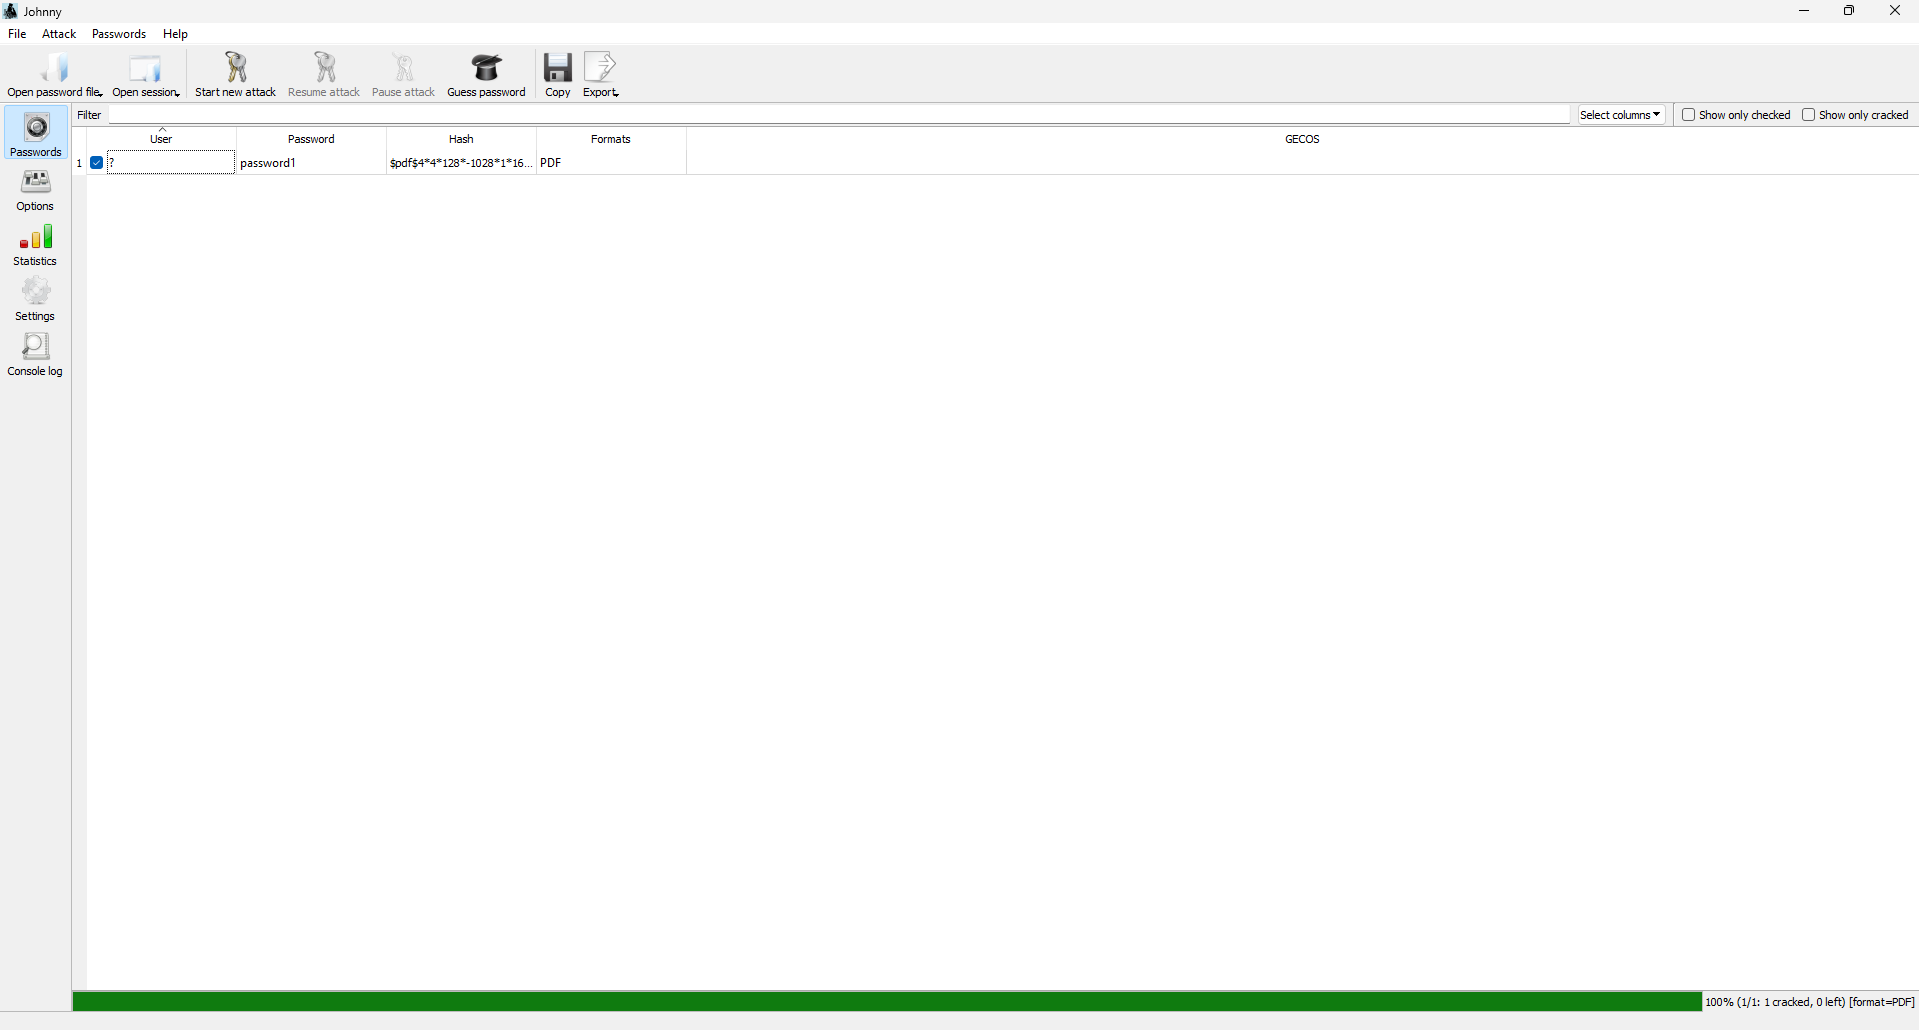 Johnny
File Attack Passwords Help
Open password file Open session Start new attack Resume attack Pause attack Guess password Copy Export
Filter Select columns Show only checked Show only cracked
User Password Hash Formats GECOS
1 ? password1 $pdf$4*4*128*-1028*1*16... PDF
Passwords
Options
Statistics
Settings
Console log
100% (1/1: 1 cracked, 0 left) [format=PDF]